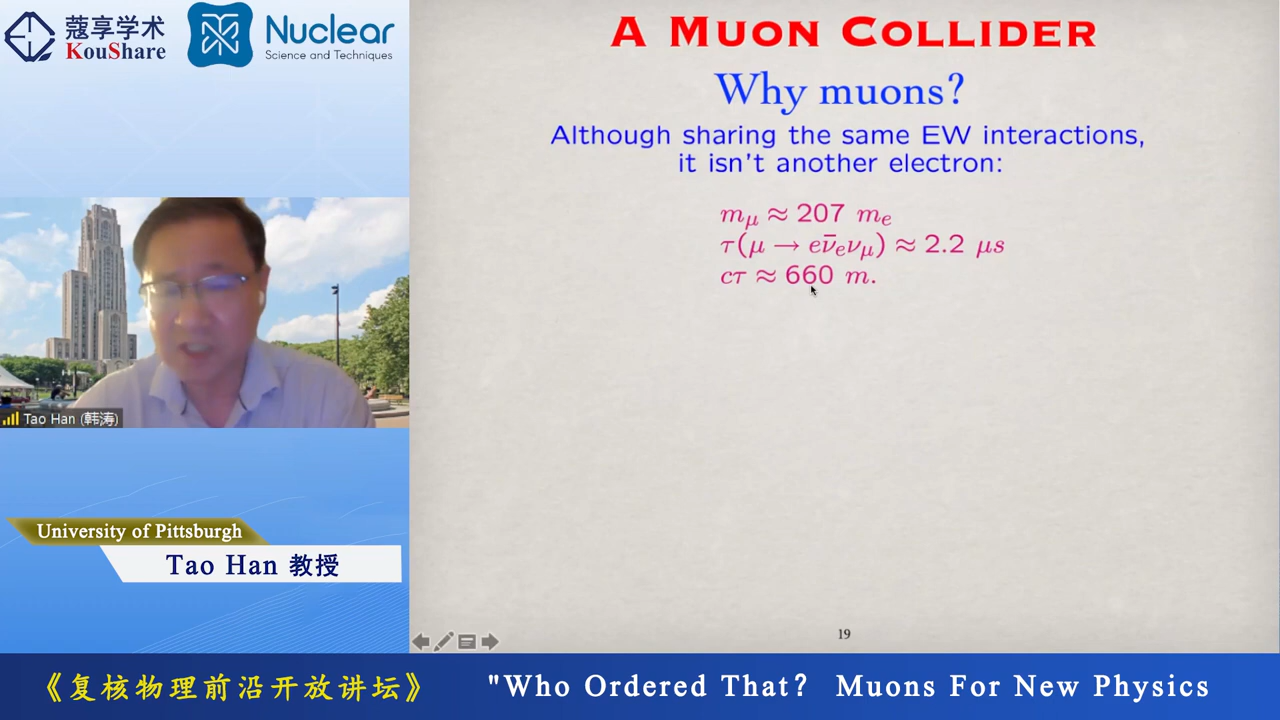 蔻享学术
KouShare
Nuclear
Science and Techniques
A MUON COLLIDER
Why muons?
Although sharing the same EW interactions,
it isn't another electron:
mμ ≈ 207 me
τ(μ → eν̄eνμ) ≈ 2.2 μs
cτ ≈ 660 m.
Tao Han (韩涛)
University of Pittsburgh
Tao Han 教授
19
《复核物理前沿开放讲坛》
"Who Ordered That? Muons For New Physics